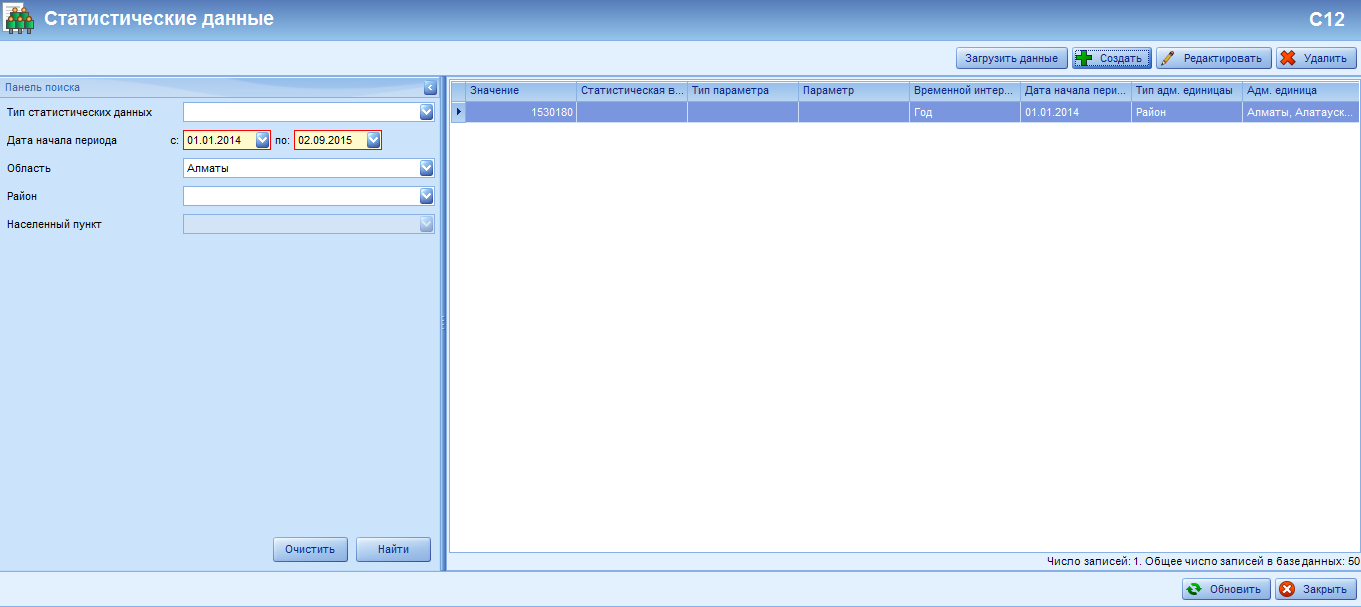 Статистические данные
C12
Загрузить данные
Создать
Редактировать
Удалить
Панель поиска
Тип статистических данных
Дата начала периода с: 01.01.2014 по: 02.09.2015
Область Алматы
Район
Населенный пункт
Очистить
Найти
Значение Статистическая в... Тип параметра Параметр Временной интер... Дата начала пери... Тип адм. единицаы Адм. единица
1530180 Год 01.01.2014 Район Алматы, Алатауск...
Число записей: 1. Общее число записей в базе данных: 50
Обновить
Закрыть